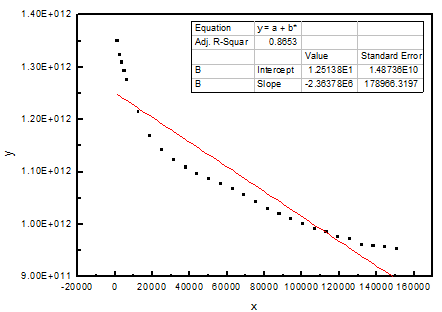 1.40E+012
1.30E+012
1.20E+012
1.10E+012
1.00E+012
9.00E+011
y
Equation y = a + b*
Adj. R-Squar 0.8653
Value Standard Error
B Intercept 1.25138E1 1.48736E10
B Slope -2.36378E6 178966.3197
-20000 0 20000 40000 60000 80000 100000 120000 140000 160000
x